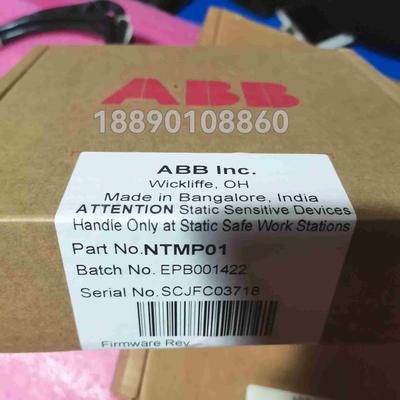 ABB
18890108860
ABB Inc.
Wickliffe, OH
Made in Bangalore, India
ATTENTION Static Sensitive Devices
Handle Only at Static Safe Work Stations
Part No.NTMP01
Batch No. EPB001422
Serial No.SCJFC03718
Firmware Rev